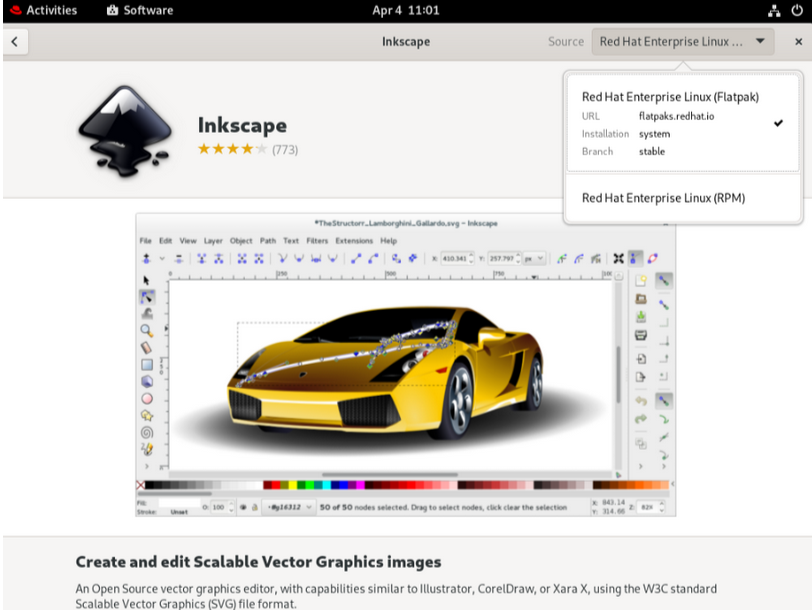 Activities Software Apr 4 11:01
Inkscape Source Red Hat Enterprise Linux ...
Red Hat Enterprise Linux (Flatpak)
URL flatpaks.redhat.io
Installation system
Branch stable
Red Hat Enterprise Linux (RPM)
Inkscape
(773)
*TheStructorr_Lamborghini_Gallardo.svg - Inkscape
File Edit View Layer Object Path Text Filters Extensions Help
X: 410.341 Y: 257.797 px
250 500 750
Fill:
Stroke: Unset O: 100 #g16312 50 of 50 nodes selected. Drag to select nodes, click clear the selection
X: 843.14
Y: 314.66 Z: 82%
Create and edit Scalable Vector Graphics images
An Open Source vector graphics editor, with capabilities similar to Illustrator, CorelDraw, or Xara X, using the W3C standard
Scalable Vector Graphics (SVG) file format.